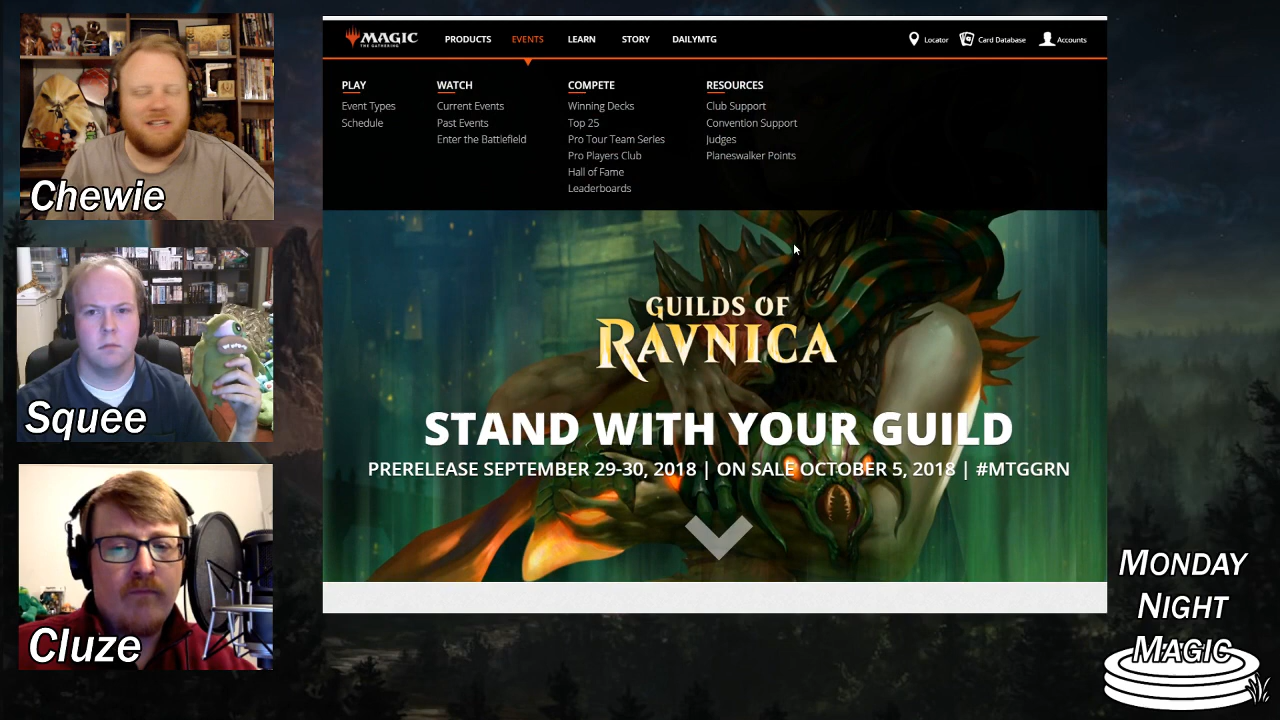 Chewie
Squee
Cluze
MAGIC
THE GATHERING
PRODUCTS EVENTS LEARN STORY DAILYMTG
Locator Card Database Accounts
PLAY
Event Types
Schedule
WATCH
Current Events
Past Events
Enter the Battlefield
COMPETE
Winning Decks
Top 25
Pro Tour Team Series
Pro Players Club
Hall of Fame
Leaderboards
RESOURCES
Club Support
Convention Support
Judges
Planeswalker Points
GUILDS OF
RAVNICA
STAND WITH YOUR GUILD
PRERELEASE SEPTEMBER 29-30, 2018 | ON SALE OCTOBER 5, 2018 | #MTGGRN
MONDAY
NIGHT
MAGIC